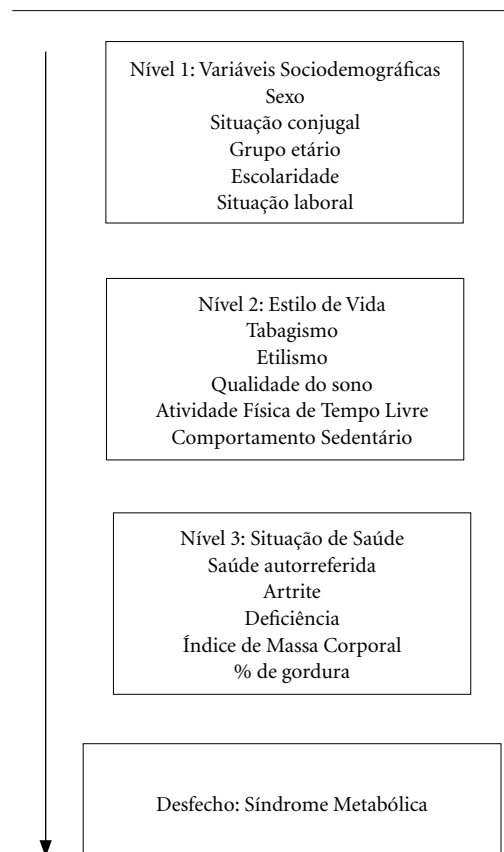 Nível 1: Variáveis Sociodemográficas
Sexo
Situação conjugal
Grupo etário
Escolaridade
Situação laboral
Nível 2: Estilo de Vida
Tabagismo
Etilismo
Qualidade do sono
Atividade Física de Tempo Livre
Comportamento Sedentário
Nível 3: Situação de Saúde
Saúde autorreferida
Artrite
Deficiência
Índice de Massa Corporal
% de gordura
Desfecho: Síndrome Metabólica